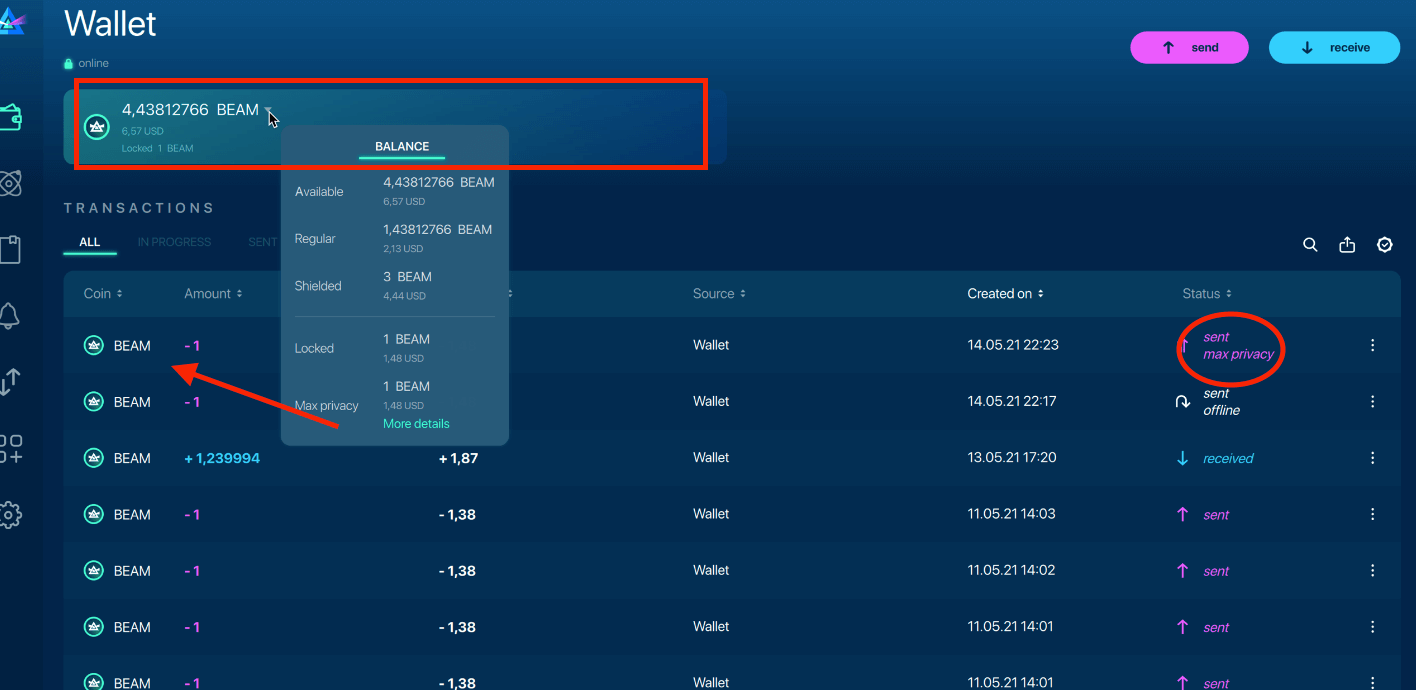 Wallet
send
receive
online
4,43812766 BEAM
6,57 USD
Locked 1 BEAM
BALANCE
Available
4,43812766 BEAM
6,57 USD
Regular
1,43812766 BEAM
2,13 USD
Shielded
3 BEAM
4,44 USD
Locked
1 BEAM
1,48 USD
Max privacy
1 BEAM
1,48 USD
More details
TRANSACTIONS
ALL
IN PROGRESS
SENT
Coin
Amount
Source
Created on
Status
BEAM
- 1
Wallet
14.05.21 22:23
sent
max privacy
BEAM
- 1
Wallet
14.05.21 22:17
sent
offline
BEAM
+ 1,239994
+ 1,87
Wallet
13.05.21 17:20
received
BEAM
- 1
- 1,38
Wallet
11.05.21 14:03
sent
BEAM
- 1
- 1,38
Wallet
11.05.21 14:02
sent
BEAM
- 1
- 1,38
Wallet
11.05.21 14:01
sent
BEAM
- 1
- 1,38
Wallet
11.05.21 14:01
sent